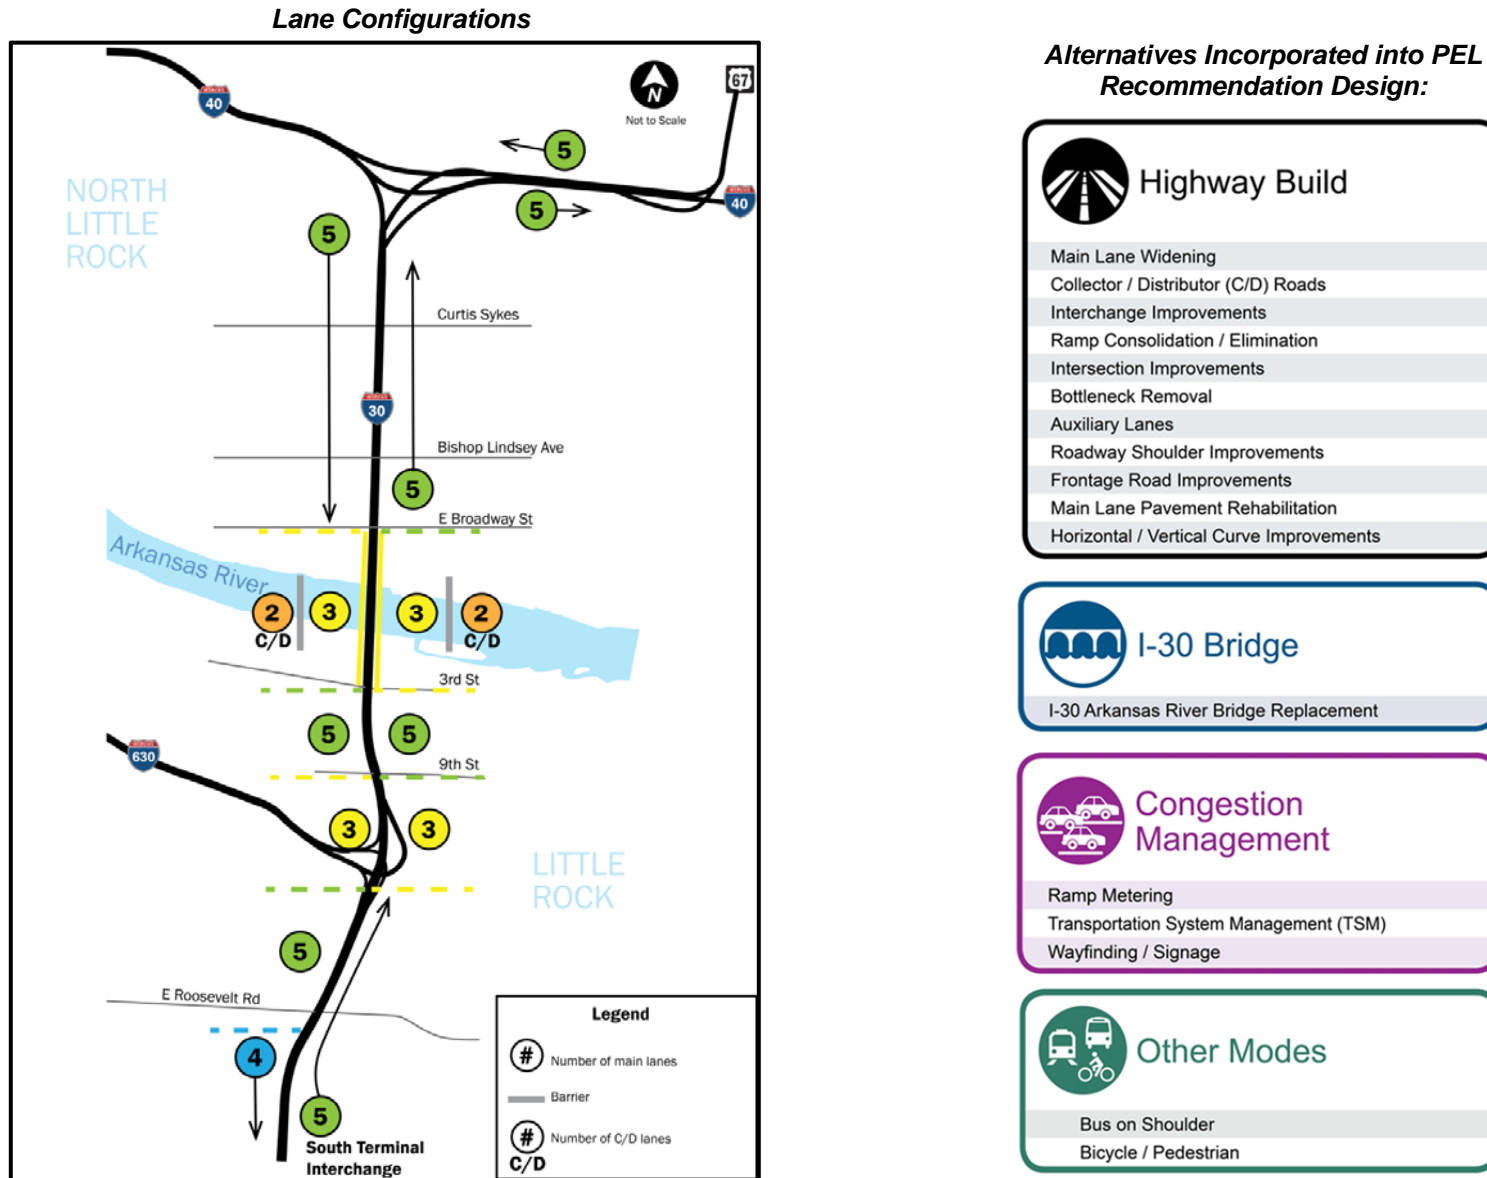 Lane Configurations
67
40
N
Not to Scale
5
5
40
NORTH
LITTLE
ROCK
5
Curtis Sykes
30
Bishop Lindsey Ave
5
E Broadway St
Arkansas River
2
C/D
3
3
2
C/D
3rd St
5
5
9th St
630
3
3
LITTLE
ROCK
5
E Roosevelt Rd
4
5
South Terminal
Interchange
Legend
# Number of main lanes
Barrier
# Number of C/D lanes
C/D
Alternatives Incorporated into PEL
Recommendation Design:
Highway Build
Main Lane Widening
Collector / Distributor (C/D) Roads
Interchange Improvements
Ramp Consolidation / Elimination
Intersection Improvements
Bottleneck Removal
Auxiliary Lanes
Roadway Shoulder Improvements
Frontage Road Improvements
Main Lane Pavement Rehabilitation
Horizontal / Vertical Curve Improvements
I-30 Bridge
I-30 Arkansas River Bridge Replacement
Congestion
Management
Ramp Metering
Transportation System Management (TSM)
Wayfinding / Signage
Other Modes
Bus on Shoulder
Bicycle / Pedestrian